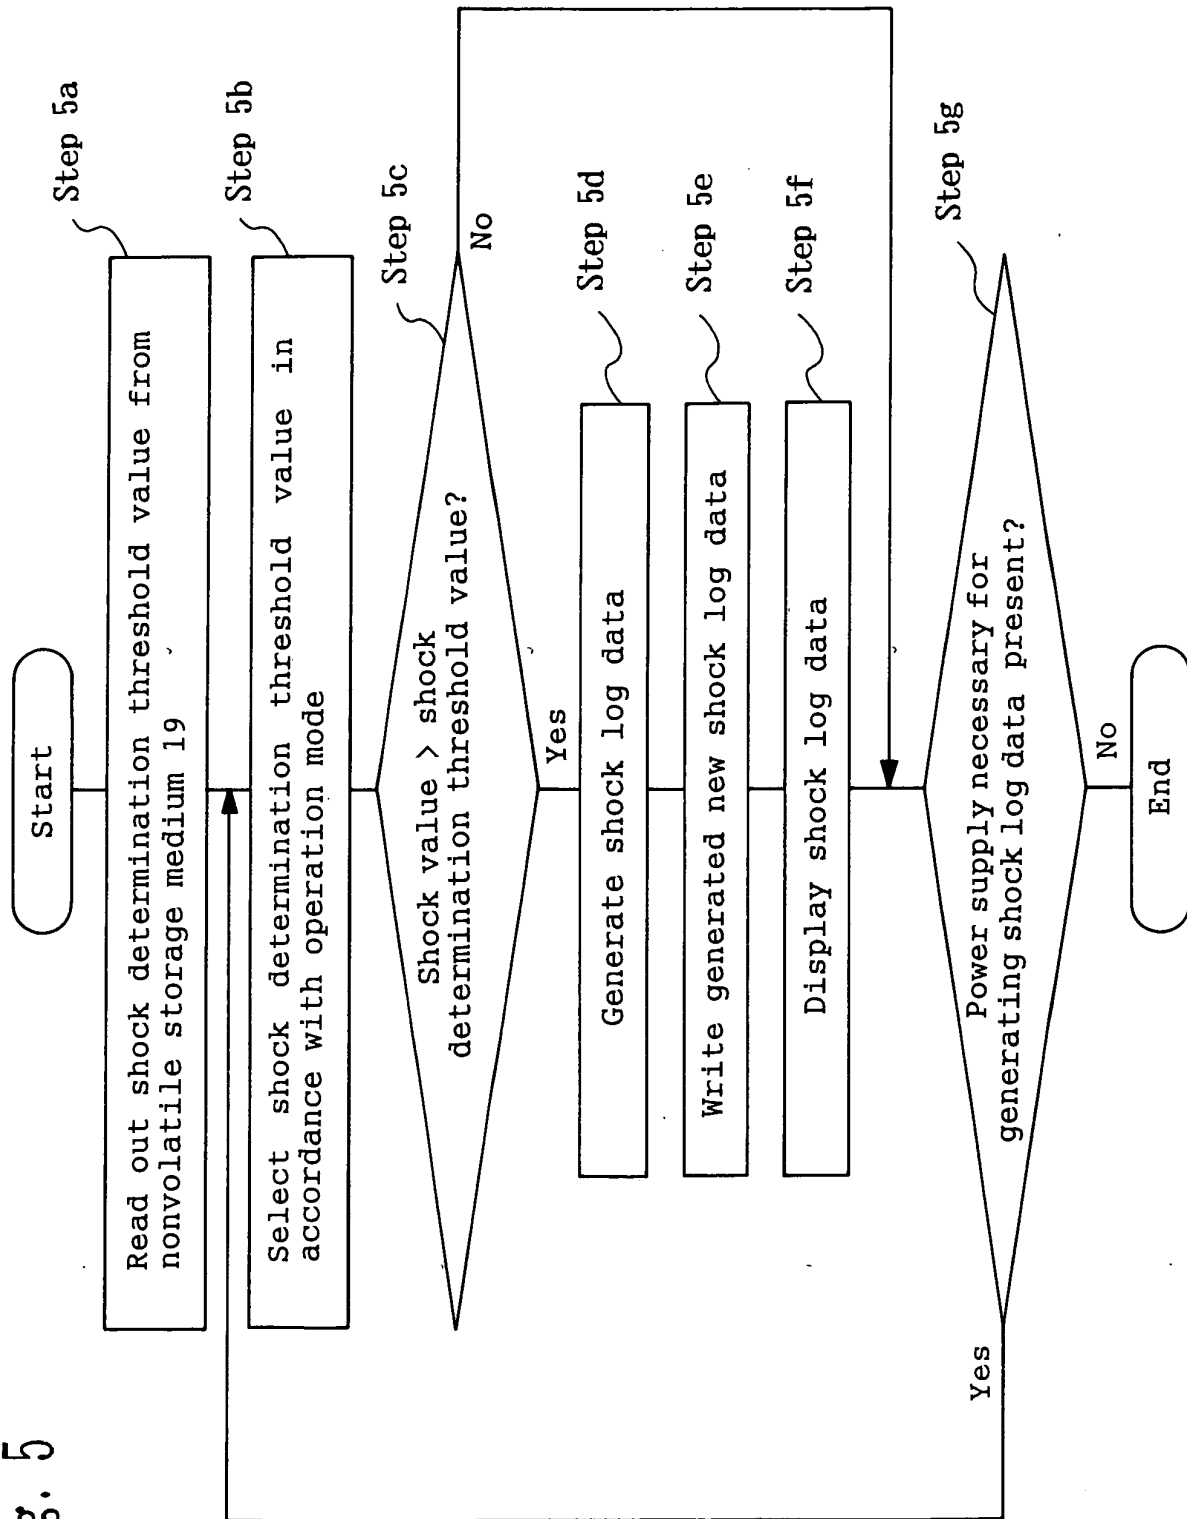 g. 5
Start
Step 5a
Read out shock determination threshold value from
nonvolatile storage medium 19
Step 5b
Select shock determination threshold value in
accordance with operation mode
Step 5c
Shock value > shock
determination threshold value?
No
Yes
Step 5d
Generate shock log data
Step 5e
Write generated new shock log data
Step 5f
Display shock log data
Step 5g
Power supply necessary for
generating shock log data present?
Yes
No
End